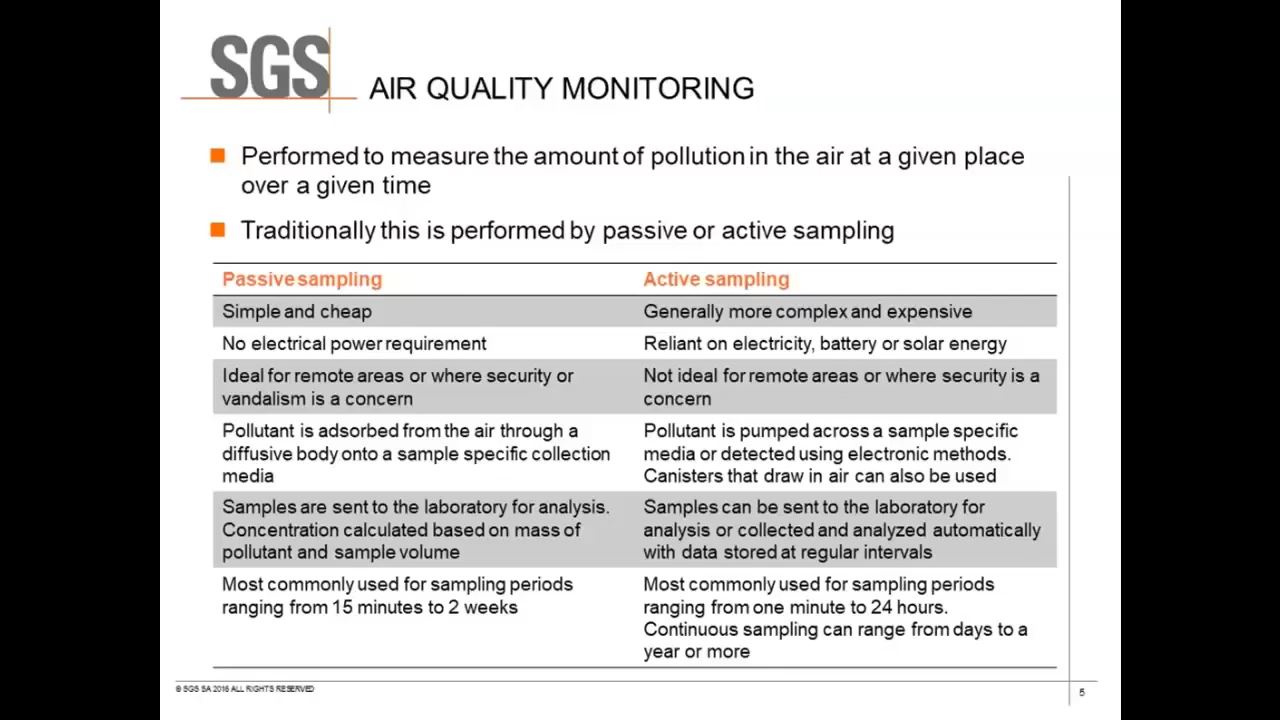 SGS
AIR QUALITY MONITORING
Performed to measure the amount of pollution in the air at a given place
over a given time
Traditionally this is performed by passive or active sampling
Passive sampling
Active sampling
Simple and cheap
Generally more complex and expensive
No electrical power requirement
Reliant on electricity, battery or solar energy
Ideal for remote areas or where security or
vandalism is a concern
Not ideal for remote areas or where security is a
concern
Pollutant is adsorbed from the air through a
diffusive body onto a sample specific collection
media
Pollutant is pumped across a sample specific
media or detected using electronic methods.
Canisters that draw in air can also be used
Samples are sent to the laboratory for analysis.
Concentration calculated based on mass of
pollutant and sample volume
Samples can be sent to the laboratory for
analysis or collected and analyzed automatically
with data stored at regular intervals
Most commonly used for sampling periods
ranging from 15 minutes to 2 weeks
Most commonly used for sampling periods
ranging from one minute to 24 hours.
Continuous sampling can range from days to a
year or more
© SGS SA 2016 ALL RIGHTS RESERVED
5